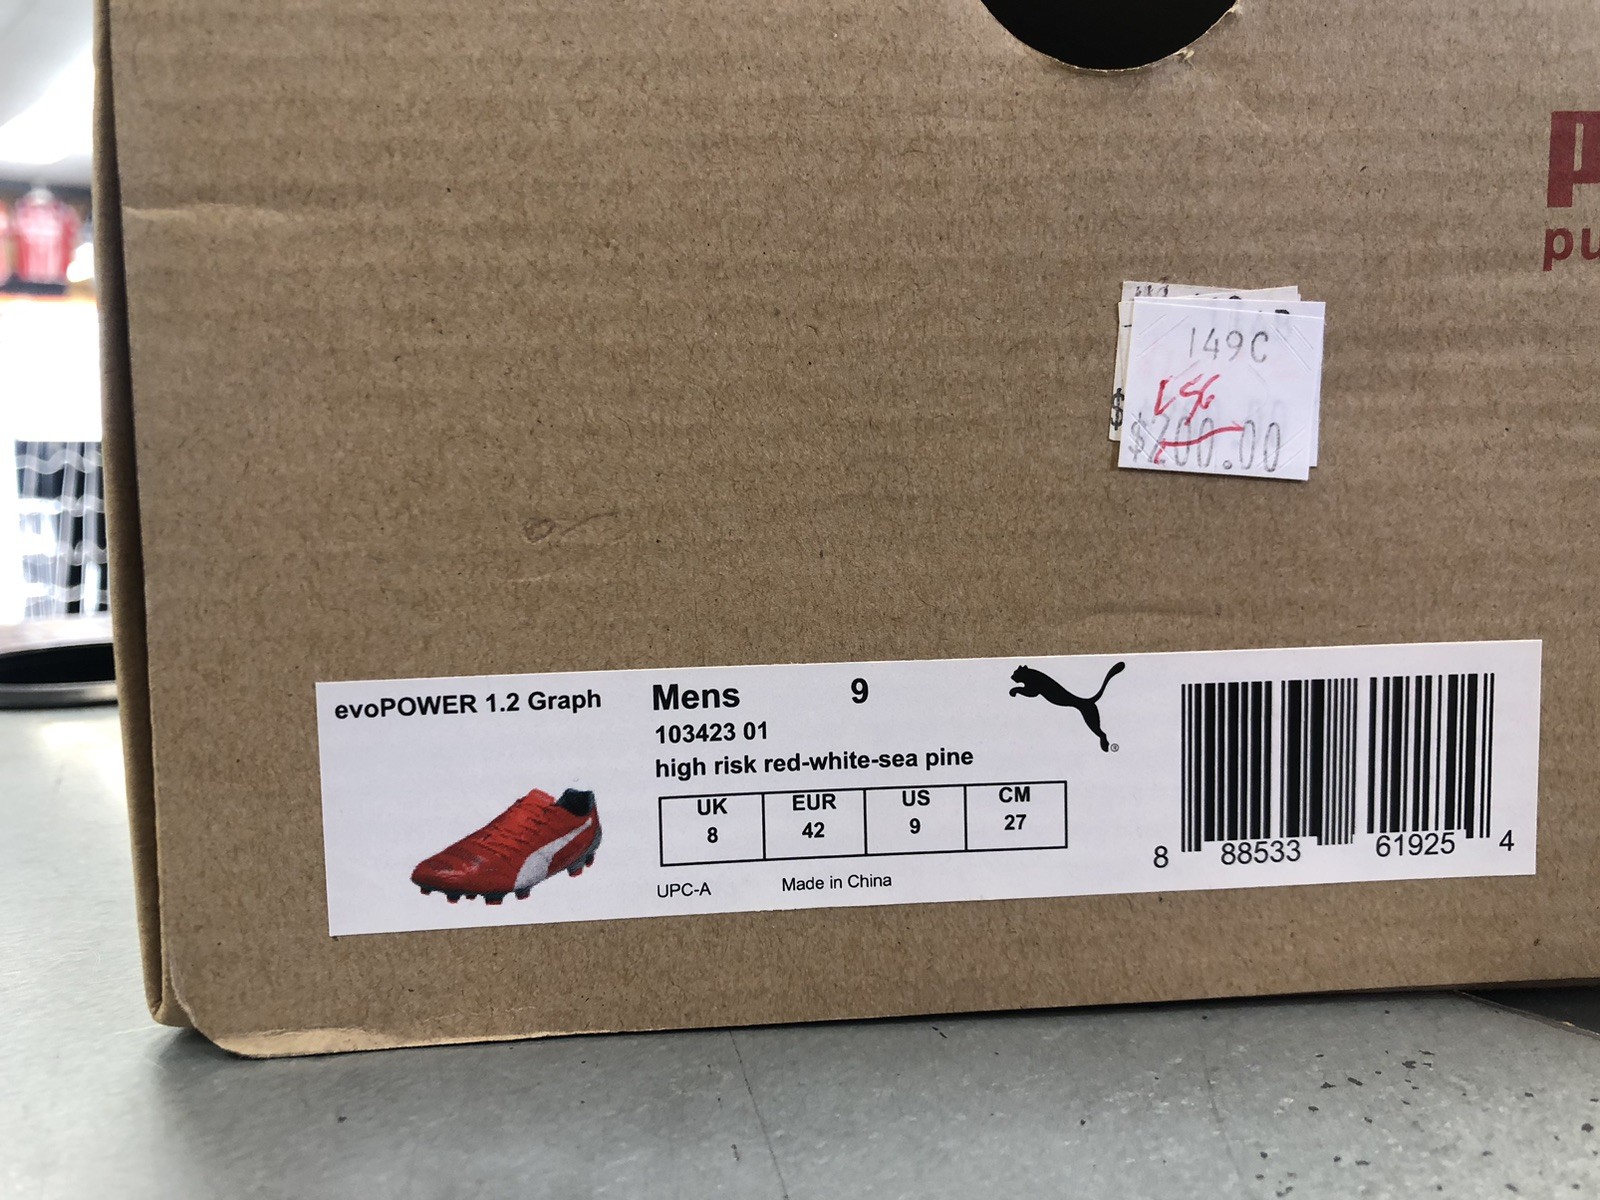 149C
$200.00
evoPOWER 1.2 Graph
Mens 9
103423 01
high risk red-white-sea pine
UK EUR US CM
8 42 9 27
UPC-A Made in China
8 88533 61925 4